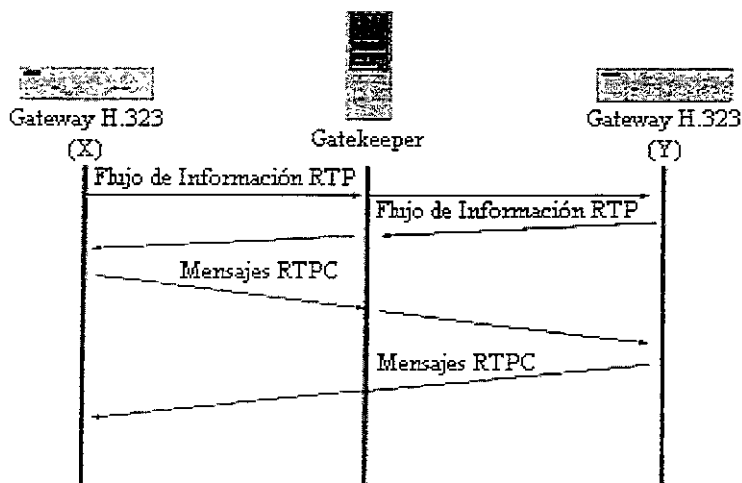 Gateway H.323
(X)
Gatekeeper
Gateway H.323
(Y)
Flujo de Información RTP
Flujo de Información RTP
Mensajes RTPC
Mensajes RTPC